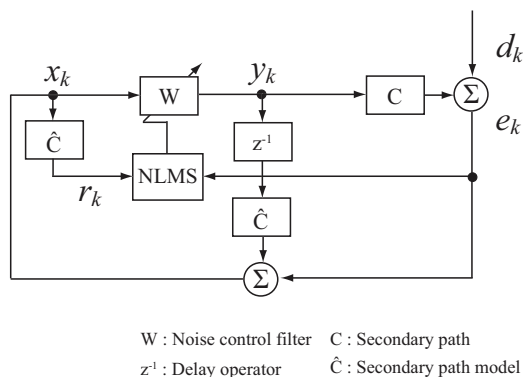 d_k
x_k
y_k
W
C
Σ
e_k
Ĉ
z⁻¹
NLMS
r_k
Ĉ
Σ
W : Noise control filter C : Secondary path
z⁻¹ : Delay operator Ĉ : Secondary path model